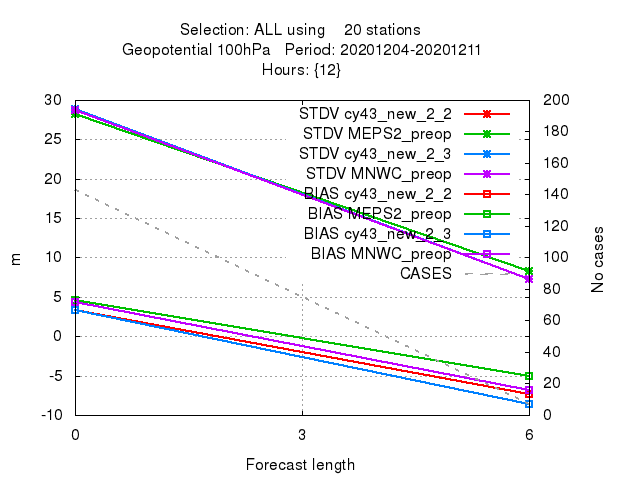 Selection: ALL using 20 stations
Geopotential 100hPa Period: 20201204-20201211
Hours: {12}
30
25
20
15
10
5
0
-5
-10
m
200
180
160
140
120
100
80
60
40
20
0
No cases
STDV cy43_new_2_2
STDV MEPS2_preop
STDV cy43_new_2_3
STDV MNWC_preop
BIAS cy43_new_2_2
BIAS MEPS2_preop
BIAS cy43_new_2_3
BIAS MNWC_preop
CASES
0 3 6
Forecast length